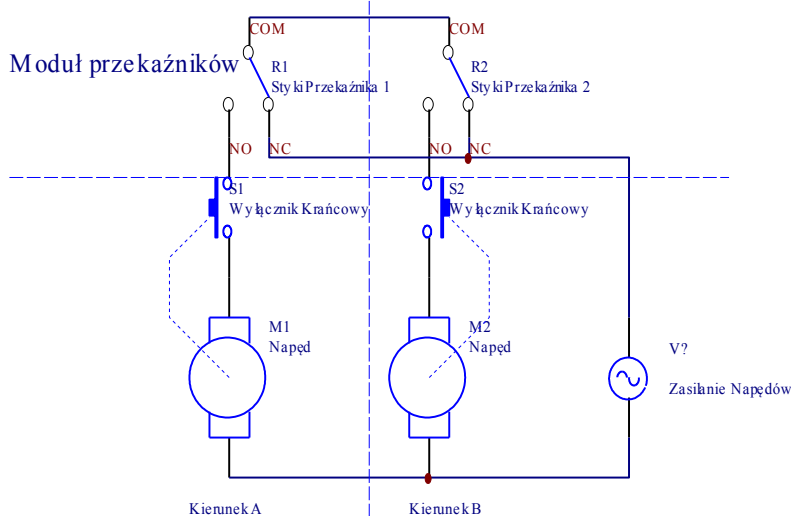 COM
COM
Moduł przekaźników
R1
Styki Przekaźnika 1
R2
Styki Przekaźnika 2
NO
NC
NO
NC
S1
Wyłącznik Krańcowy
S2
Wyłącznik Krańcowy
M1
Napęd
M2
Napęd
V?
Zasilanie Napędów
Kierunek A
Kierunek B